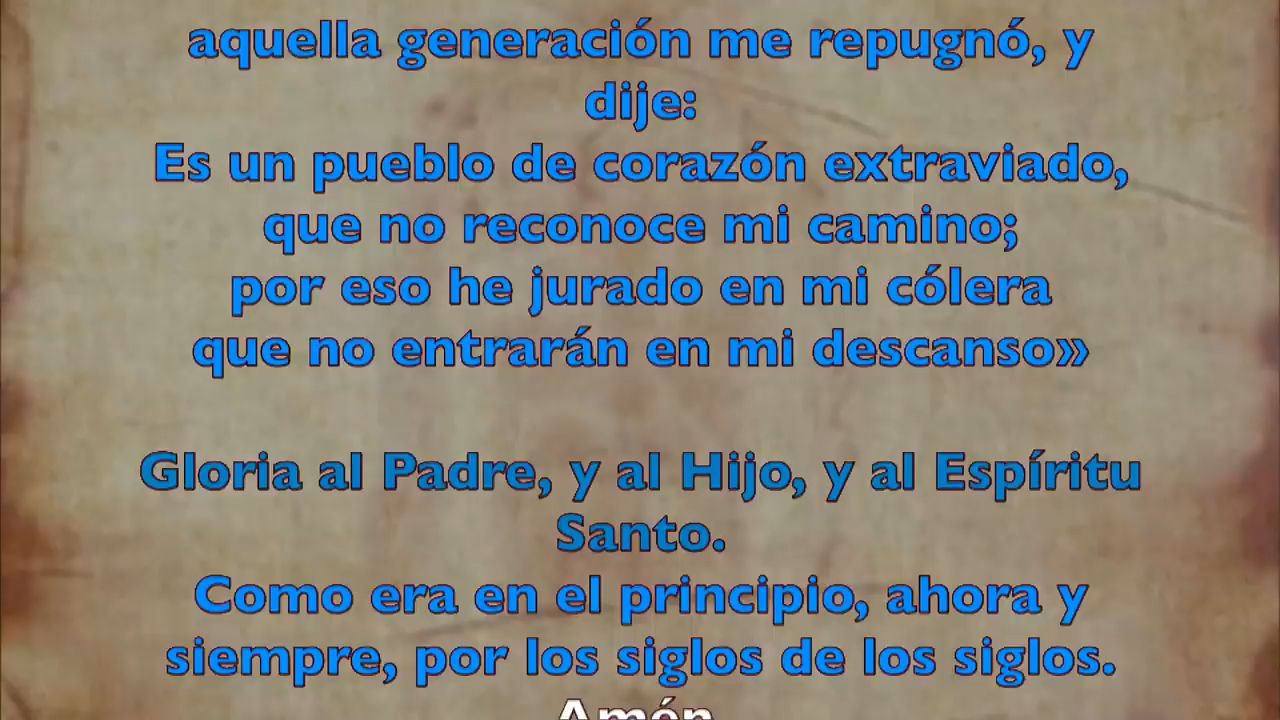 aquella generación me repugnó, y
dije:
Es un pueblo de corazón extraviado,
que no reconoce mi camino;
por eso he jurado en mi cólera
que no entrarán en mi descanso»
Gloria al Padre, y al Hijo, y al Espíritu
Santo.
Como era en el principio, ahora y
siempre, por los siglos de los siglos.
Amén